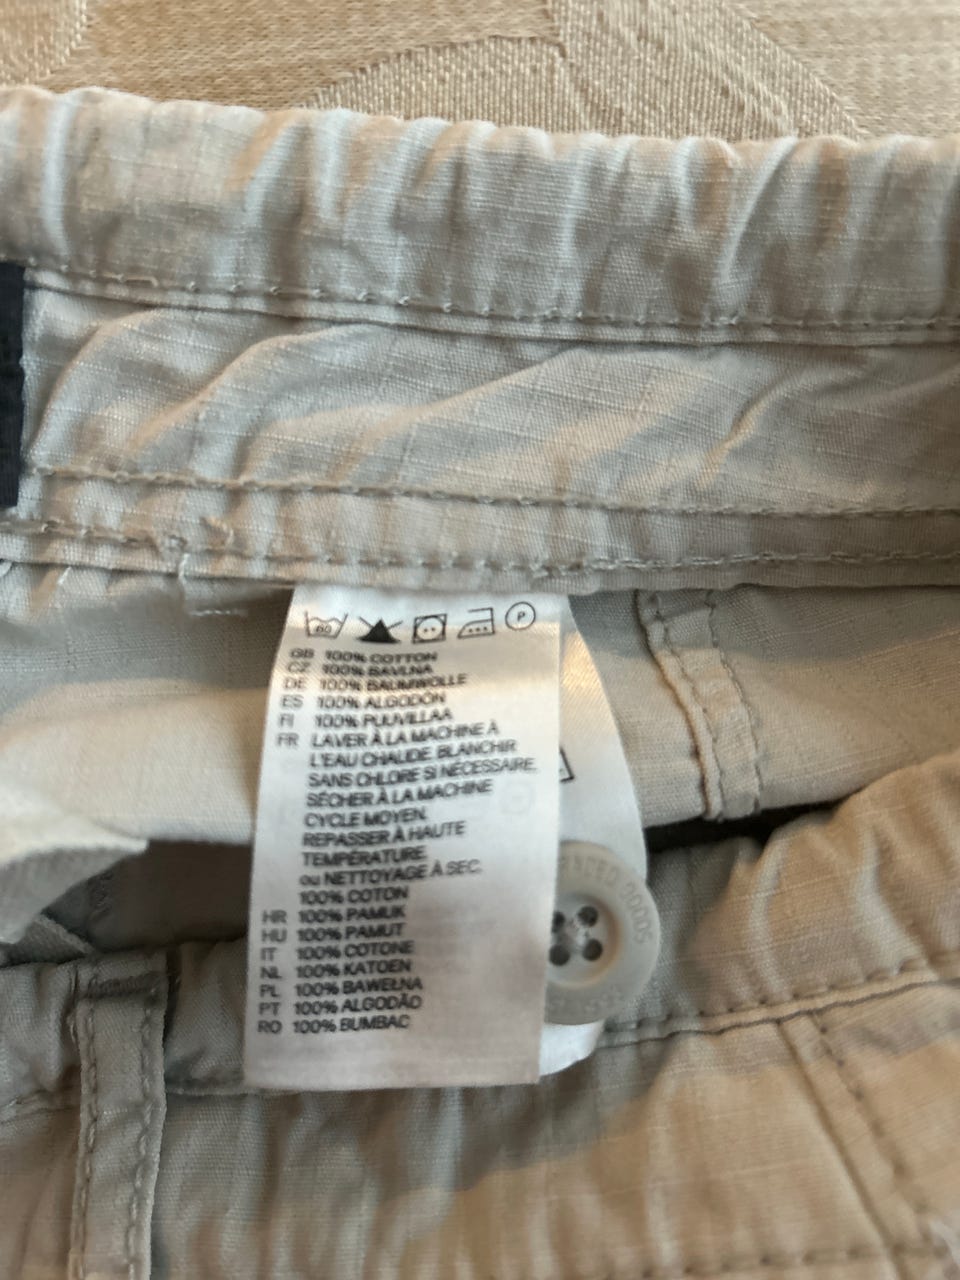 60 P
GB 100% COTTON
CZ 100% BAVLNA
DE 100% BAUMWOLLE
ES 100% ALGODÓN
FI 100% PUUVILLAA
FR LAVER À LA MACHINE À
L'EAU CHAUDE. BLANCHIR
SANS CHLORE SI NÉCESSAIRE.
SÉCHER À LA MACHINE
CYCLE MOYEN.
REPASSER À HAUTE
TEMPÉRATURE
ou NETTOYAGE À SEC.
100% COTON
HR 100% PAMUK
HU 100% PAMUT
IT 100% COTONE
NL 100% KATOEN
PL 100% BAWEŁNA
PT 100% ALGODÃO
RO 100% BUMBAC
GOODS